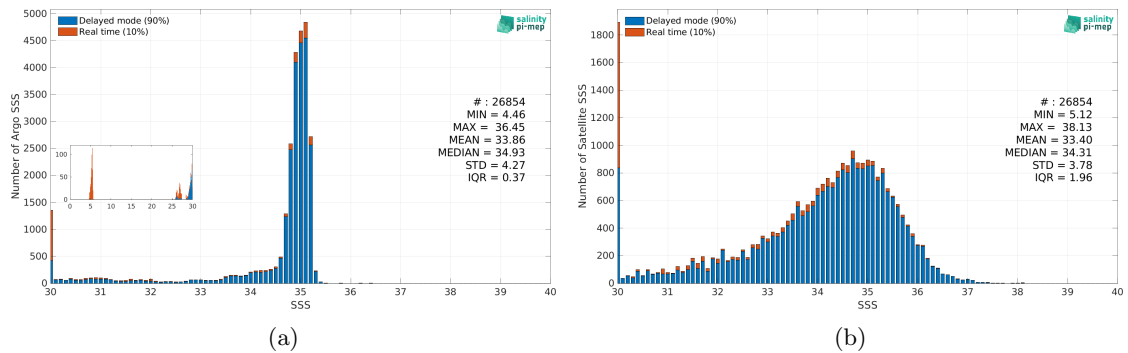 Delayed mode (90%)
Real time (10%)
salinity
pi-mep
5000
4500
4000
3500
3000
2500
2000
1500
1000
500
0
Number of Argo SSS
# : 26854
MIN = 4.46
MAX = 36.45
MEAN = 33.86
MEDIAN = 34.93
STD = 4.27
IQR = 0.37
100
50
0
0 5 10 15 20 25 30
30 31 32 33 34 35 36 37 38 39 40
SSS
(a)
Delayed mode (90%)
Real time (10%)
salinity
pi-mep
1800
1600
1400
1200
1000
800
600
400
200
0
Number of Satellite SSS
# : 26854
MIN = 5.12
MAX = 38.13
MEAN = 33.40
MEDIAN = 34.31
STD = 3.78
IQR = 1.96
30 31 32 33 34 35 36 37 38 39 40
SSS
(b)